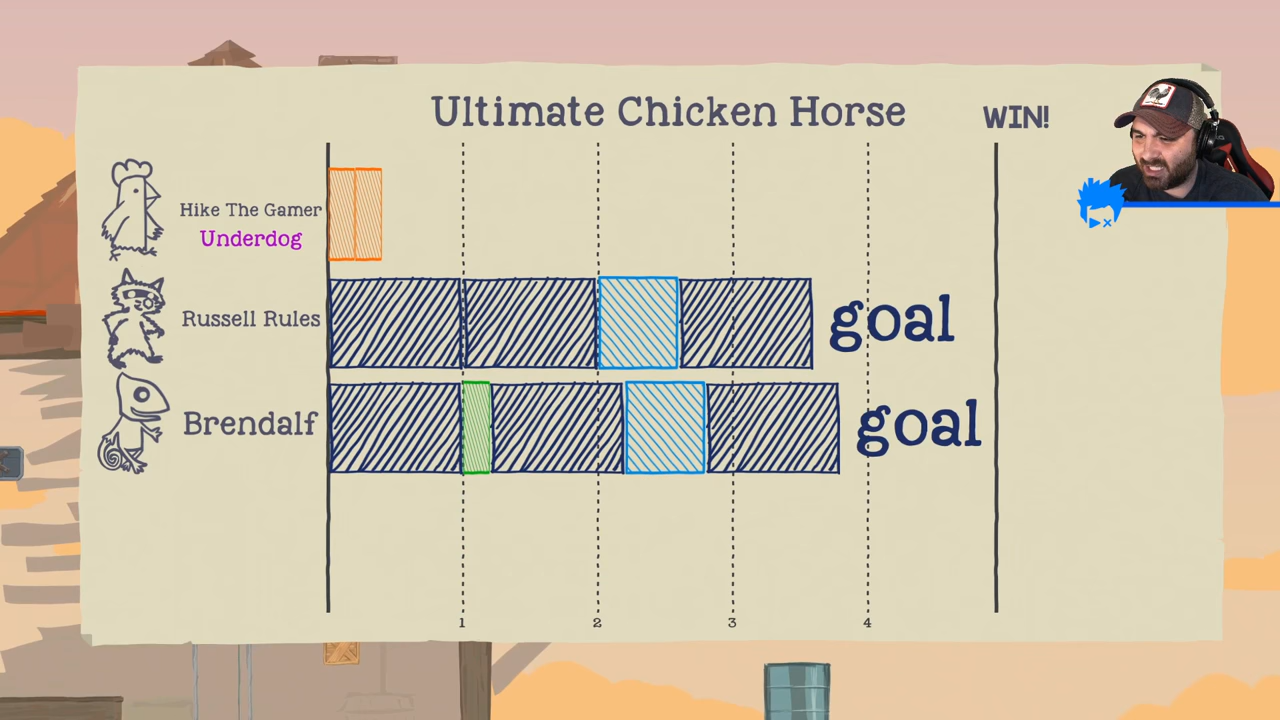 Ultimate Chicken Horse
WIN!
Hike The Gamer
Underdog
Russell Rules
goal
Brendalf
goal
1 2 3 4